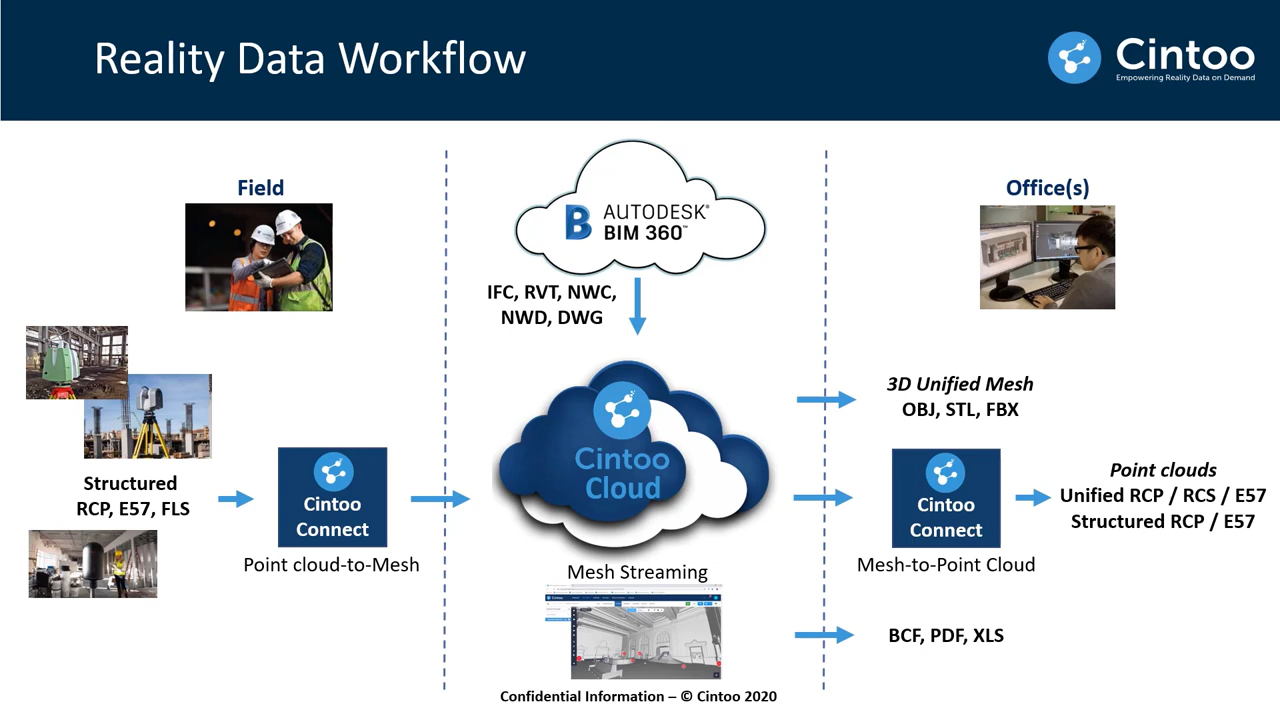 Reality Data Workflow
Cintoo
Empowering Reality Data on Demand
Field
Structured
RCP, E57, FLS
Cintoo
Connect
Point cloud-to-Mesh
AUTODESK®
BIM 360™
IFC, RVT, NWC,
NWD, DWG
Cintoo
Cloud
Mesh Streaming
Cintoo
Office(s)
3D Unified Mesh
OBJ, STL, FBX
Cintoo
Connect
Mesh-to-Point Cloud
Point clouds
Unified RCP / RCS / E57
Structured RCP / E57
BCF, PDF, XLS
Confidential Information – © Cintoo 2020